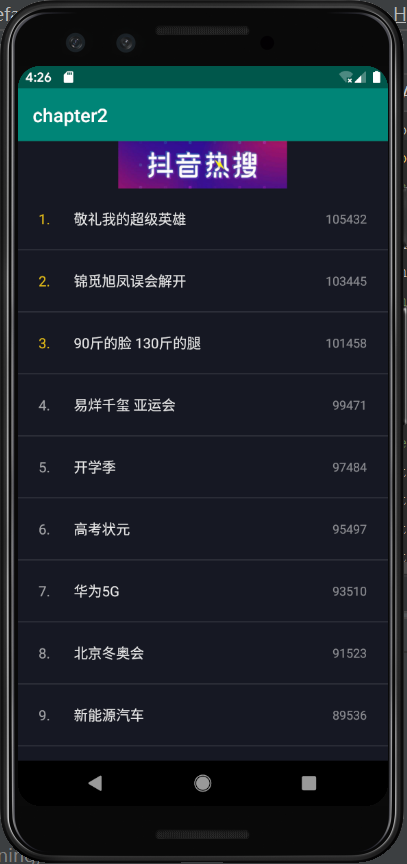 4:26
chapter2
抖音热搜
1. 敬礼我的超级英雄 105432
2. 锦觅旭凤误会解开 103445
3. 90斤的脸 130斤的腿 101458
4. 易烊千玺 亚运会 99471
5. 开学季 97484
6. 高考状元 95497
7. 华为5G 93510
8. 北京冬奥会 91523
9. 新能源汽车 89536